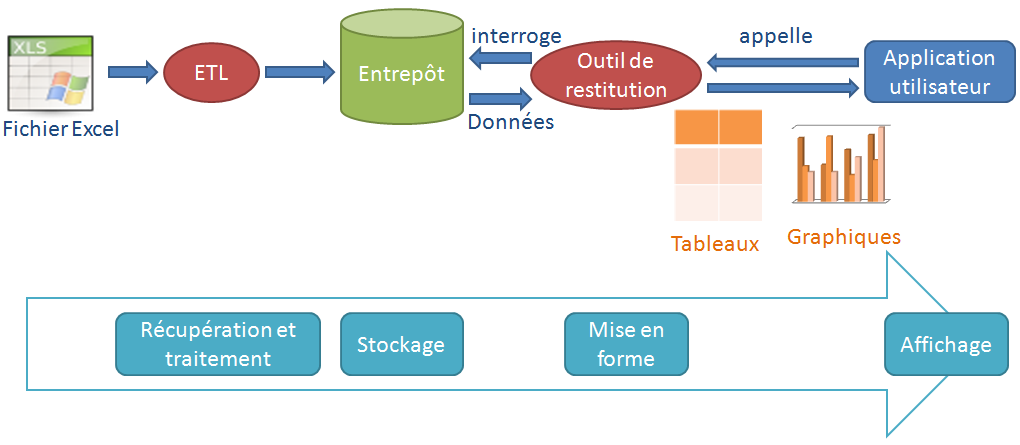 XLS
Fichier Excel
ETL
Entrepôt
interroge
Données
Outil de
restitution
appelle
Application
utilisateur
Tableaux
Graphiques
Récupération et
traitement
Stockage
Mise en
forme
Affichage